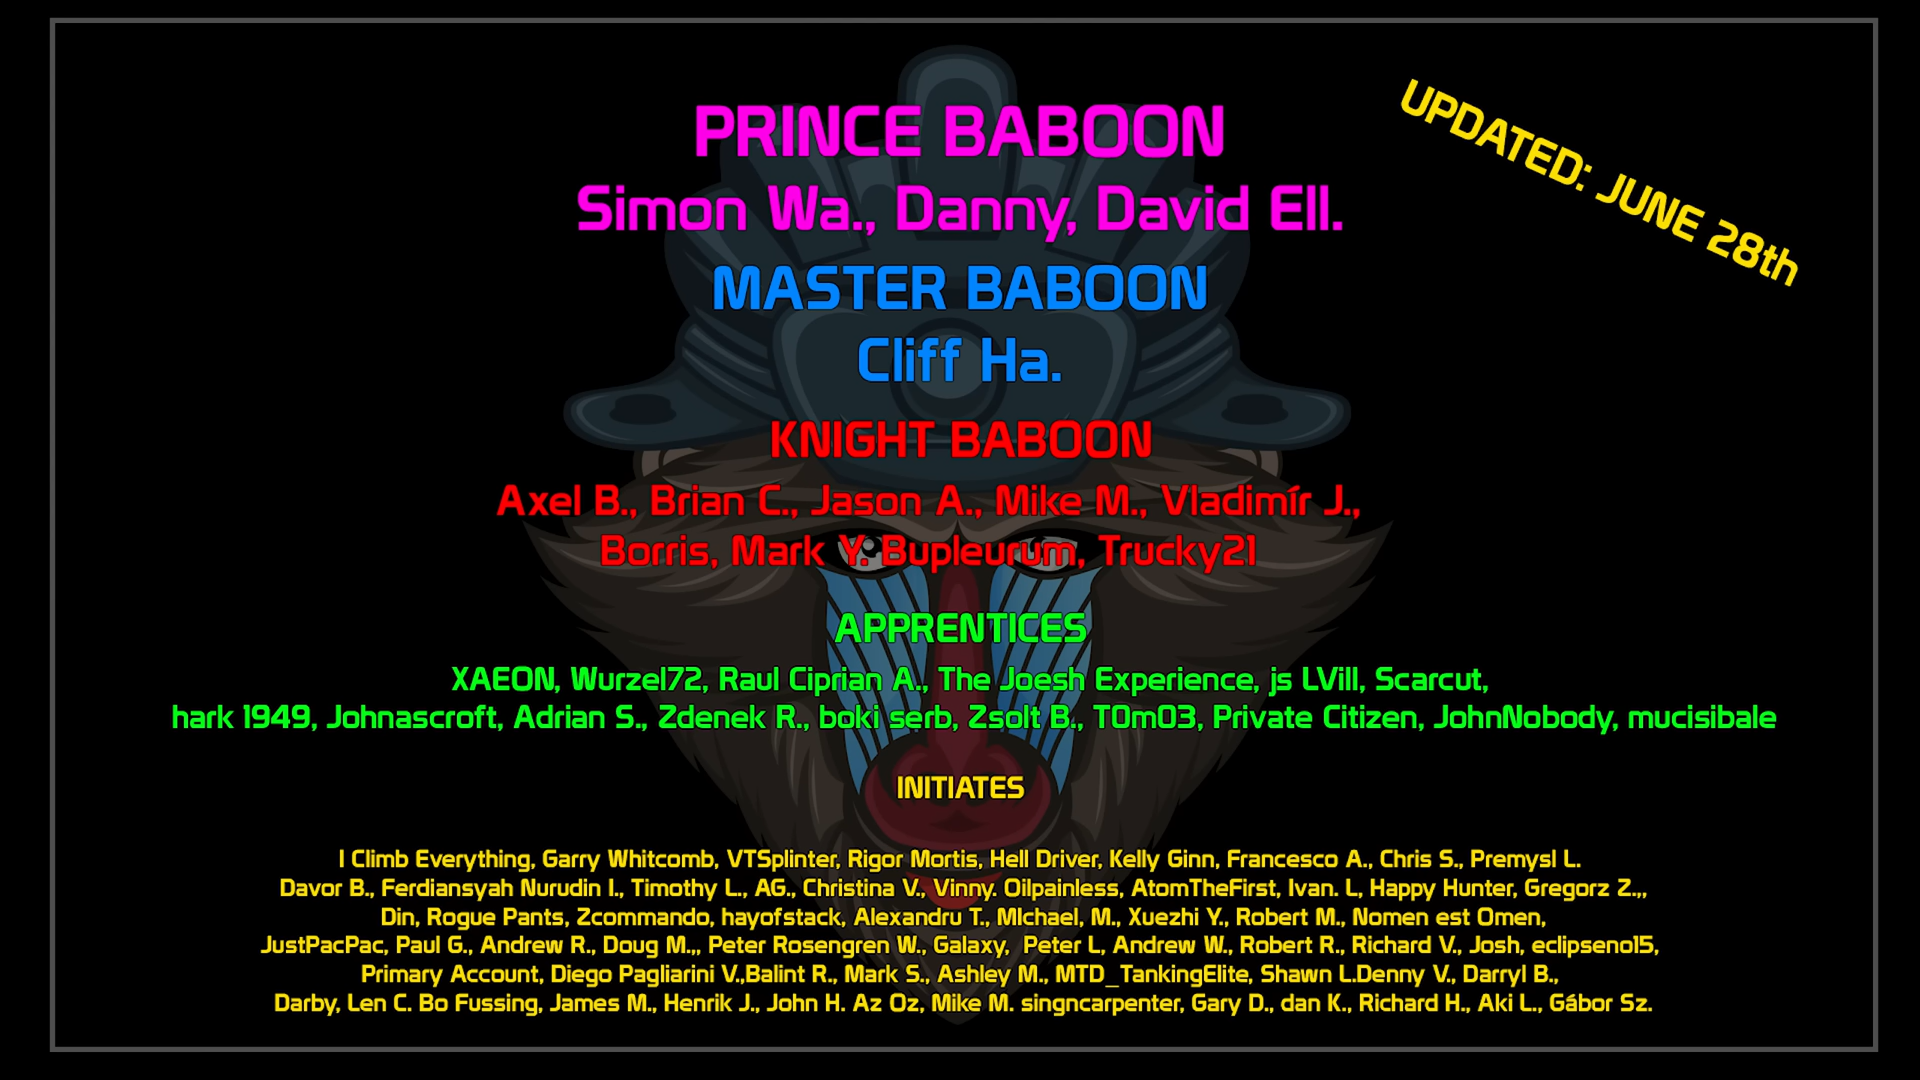 PRINCE BABOON
UPDATED: JUNE 28th
Simon Wa., Danny, David Ell.
MASTER BABOON
Cliff Ha.
KNIGHT BABOON
Axel B., Brian C., Jason A., Mike M., Vladimír J.,
Borris, Mark Y. Bupleurum, Trucky21
APPRENTICES
XAEON, Wurzel72, Raul Ciprian A., The Joesh Experience, js LVill, Scarcut,
hark 1949, Johnascroft, Adrian S., Zdenek R., boki serb, Zsolt B., T0m03, Private Citizen, JohnNobody, mucisibale
INITIATES
I Climb Everything, Garry Whitcomb, VTSplinter, Rigor Mortis, Hell Driver, Kelly Ginn, Francesco A., Chris S., Premysl L.
Davor B., Ferdiansyah Nurudin I., Timothy L., AG., Christina V., Vinny. Oilpainless, AtomTheFirst, Ivan. L, Happy Hunter, Gregorz Z.,,
Din, Rogue Pants, Zcommando, hayofstack, Alexandru T., MIchael, M., Xuezhi Y., Robert M., Nomen est Omen,
JustPacPac, Paul G., Andrew R., Doug M.,, Peter Rosengren W., Galaxy, Peter L, Andrew W., Robert R., Richard V., Josh, eclipseno15,
Primary Account, Diego Pagliarini V.,Balint R., Mark S., Ashley M., MTD_TankingElite, Shawn L.Denny V., Darryl B.,
Darby, Len C. Bo Fussing, James M., Henrik J., John H. Az Oz, Mike M. singncarpenter, Gary D., dan K., Richard H., Aki L., Gábor Sz.